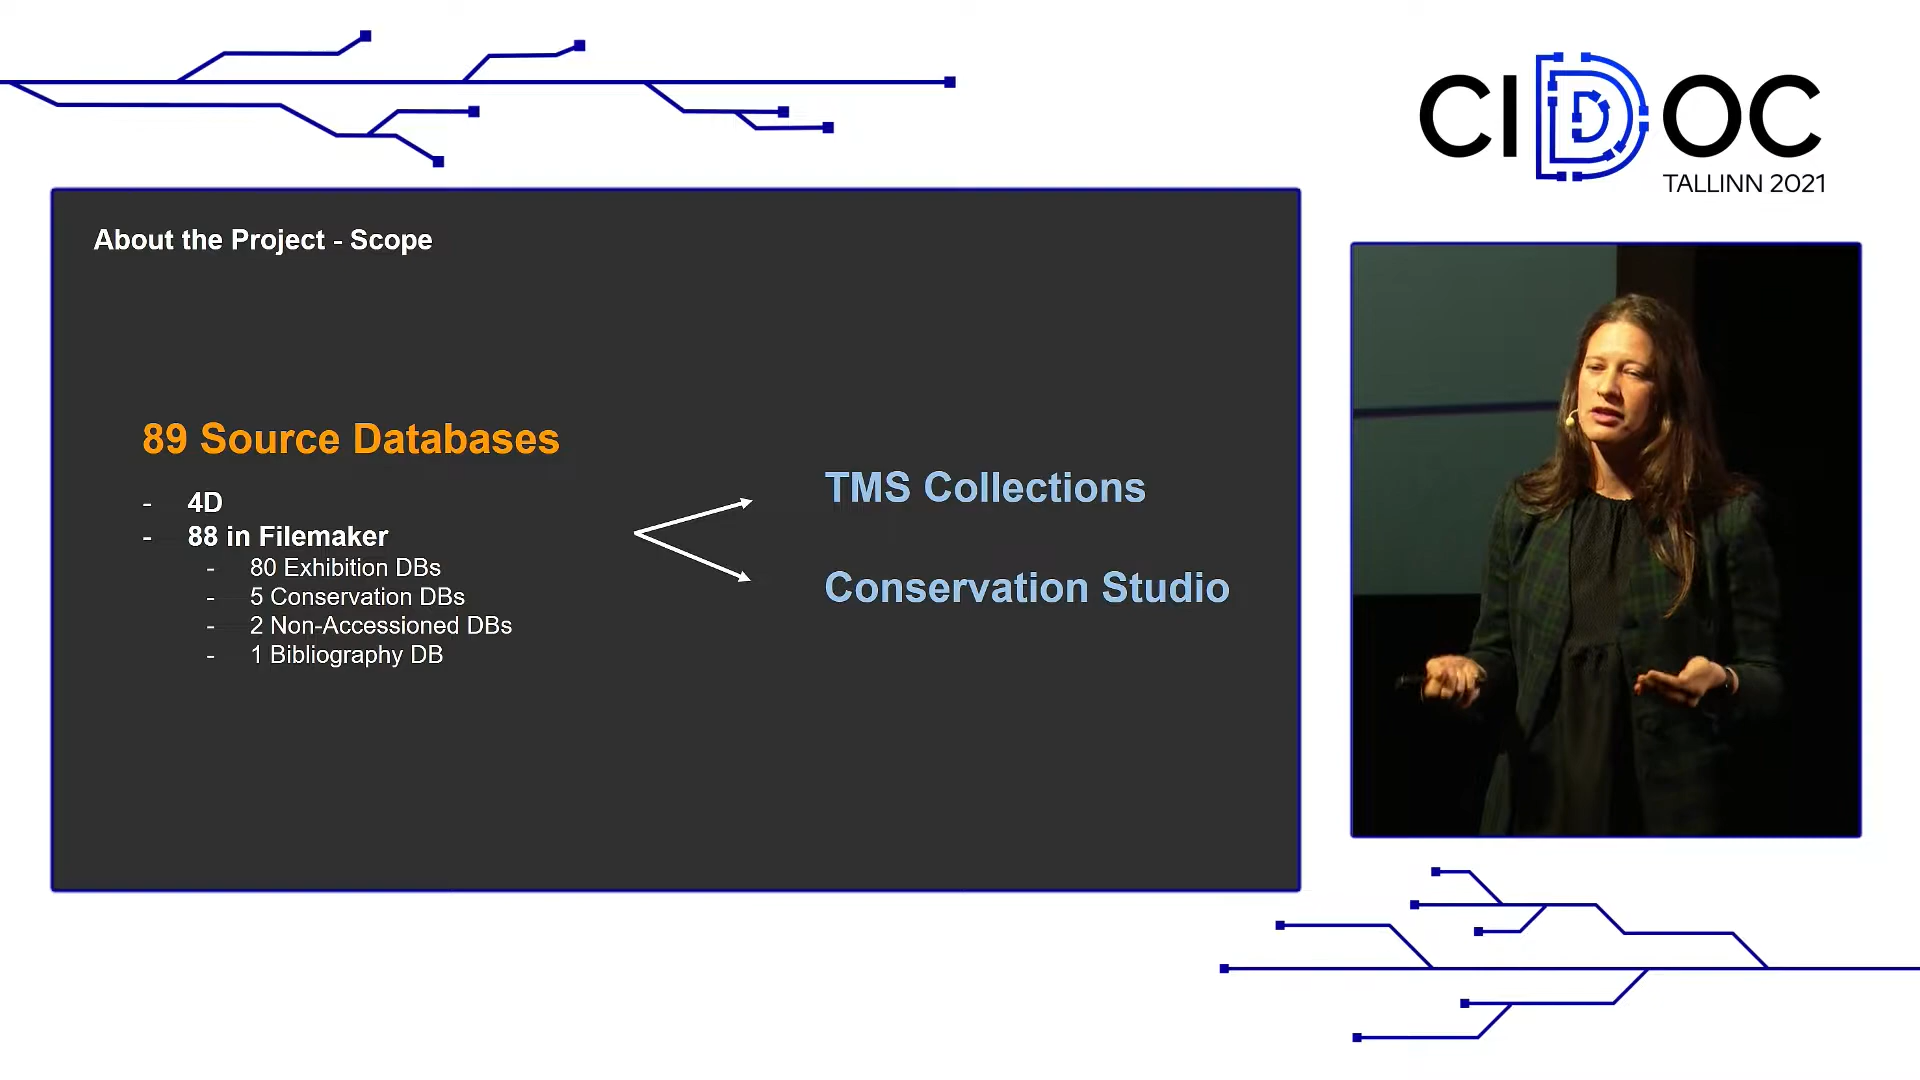 CIDOC
TALLINN 2021
About the Project - Scope
89 Source Databases
- 4D
- 88 in Filemaker
- 80 Exhibition DBs
- 5 Conservation DBs
- 2 Non-Accessioned DBs
- 1 Bibliography DB
TMS Collections
Conservation Studio